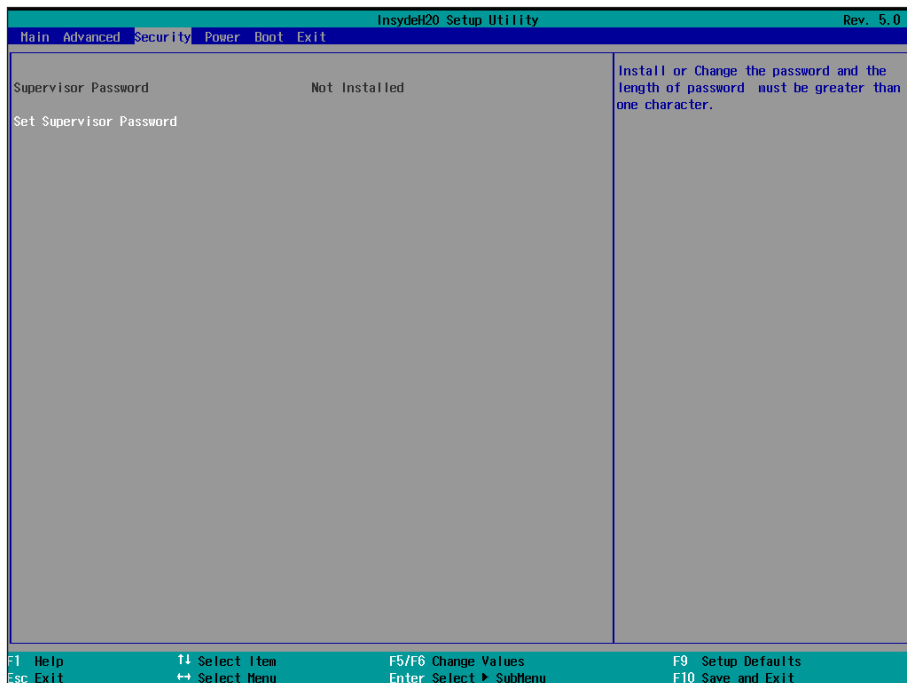 InsydeH20 Setup Utility Rev. 5.0
Main Advanced Security Power Boot Exit
Supervisor Password Not Installed
Set Supervisor Password
Install or Change the password and the
length of password must be greater than
one character.
F1 Help ↑↓ Select Item F5/F6 Change Values F9 Setup Defaults
Esc Exit ↔ Select Menu Enter Select ▶ SubMenu F10 Save and Exit